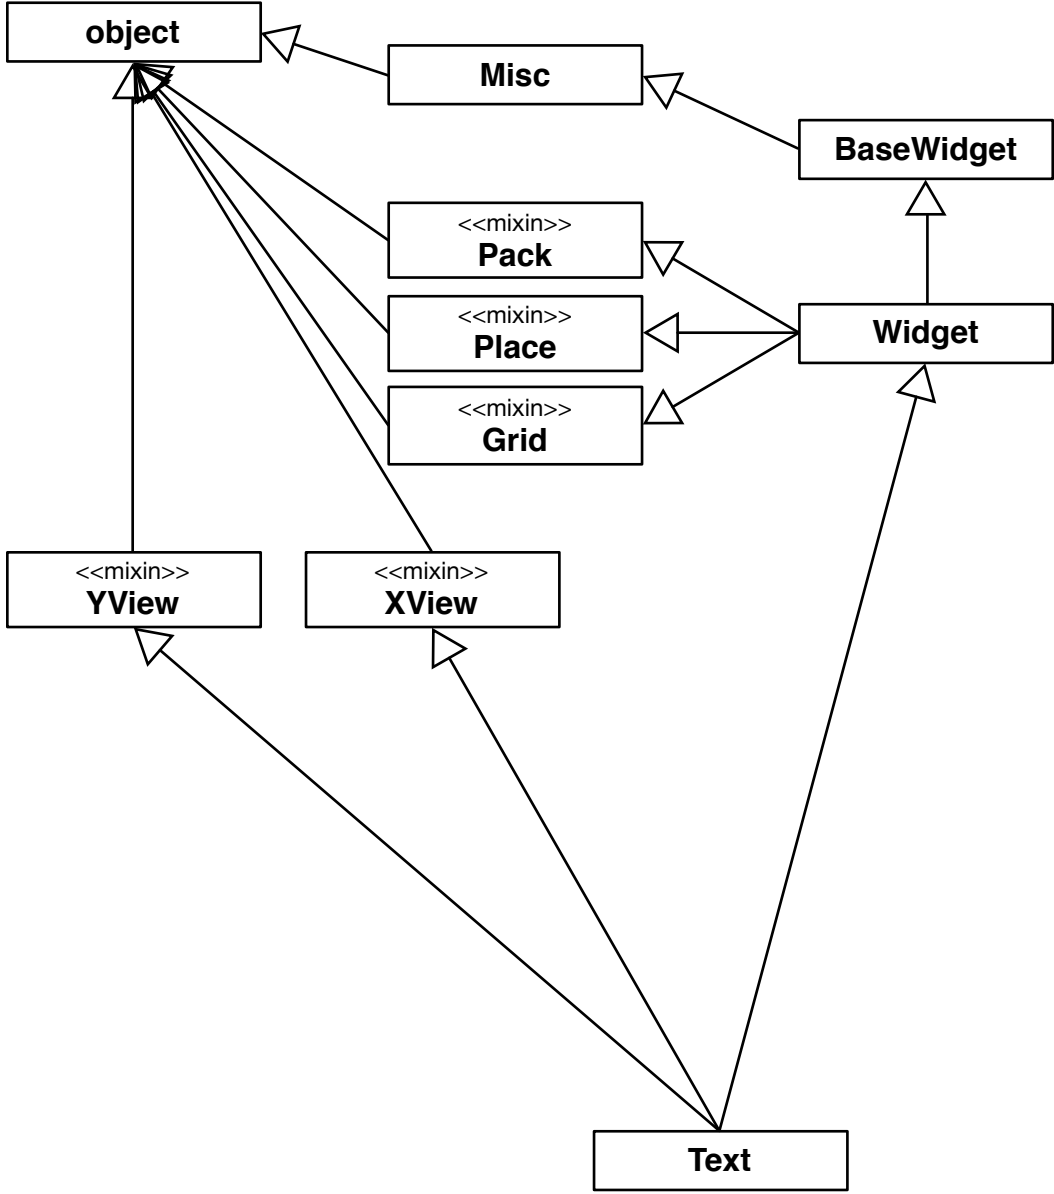 object
Misc
BaseWidget
<<mixin>>
Pack
<<mixin>>
Place
Widget
<<mixin>>
Grid
<<mixin>>
YView
<<mixin>>
XView
Text